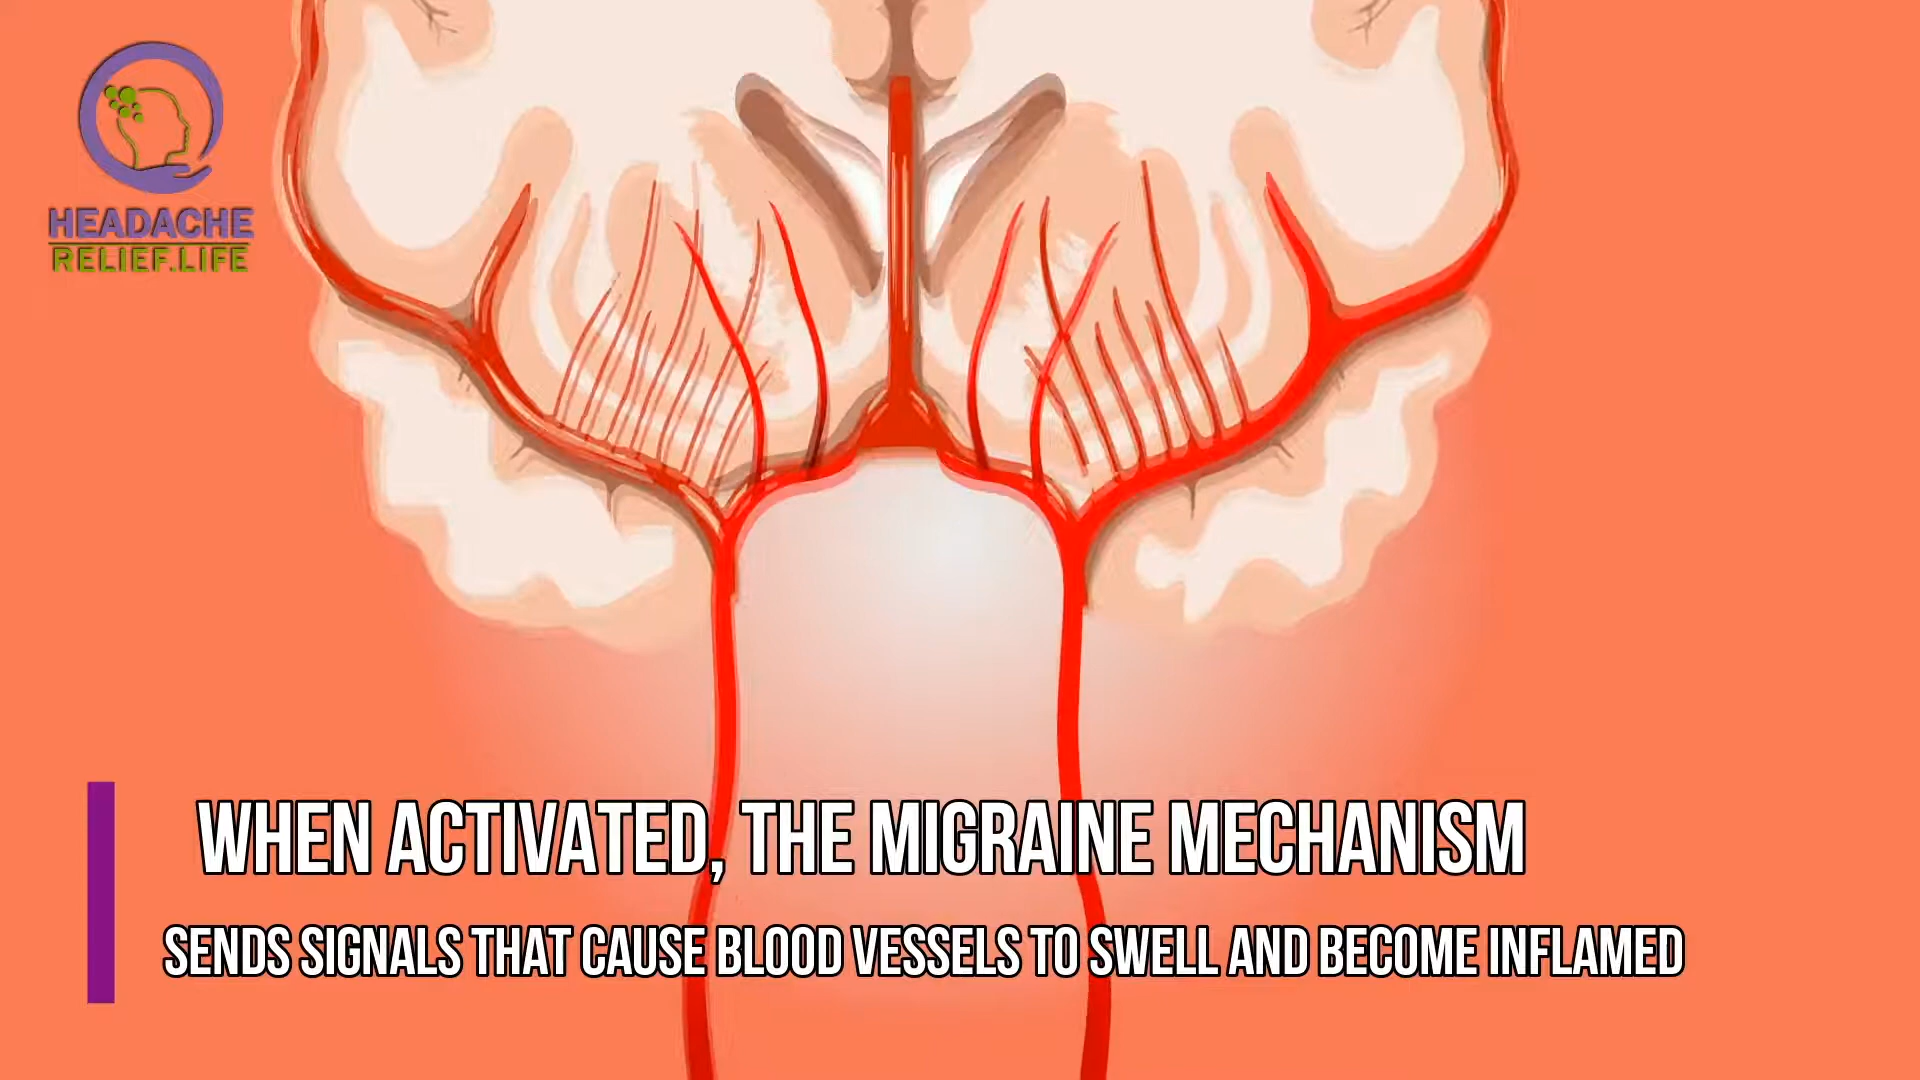 HEADACHE
RELIEF.LIFE
WHEN ACTIVATED, THE MIGRAINE MECHANISM
SENDS SIGNALS THAT CAUSE BLOOD VESSELS TO SWELL AND BECOME INFLAMED